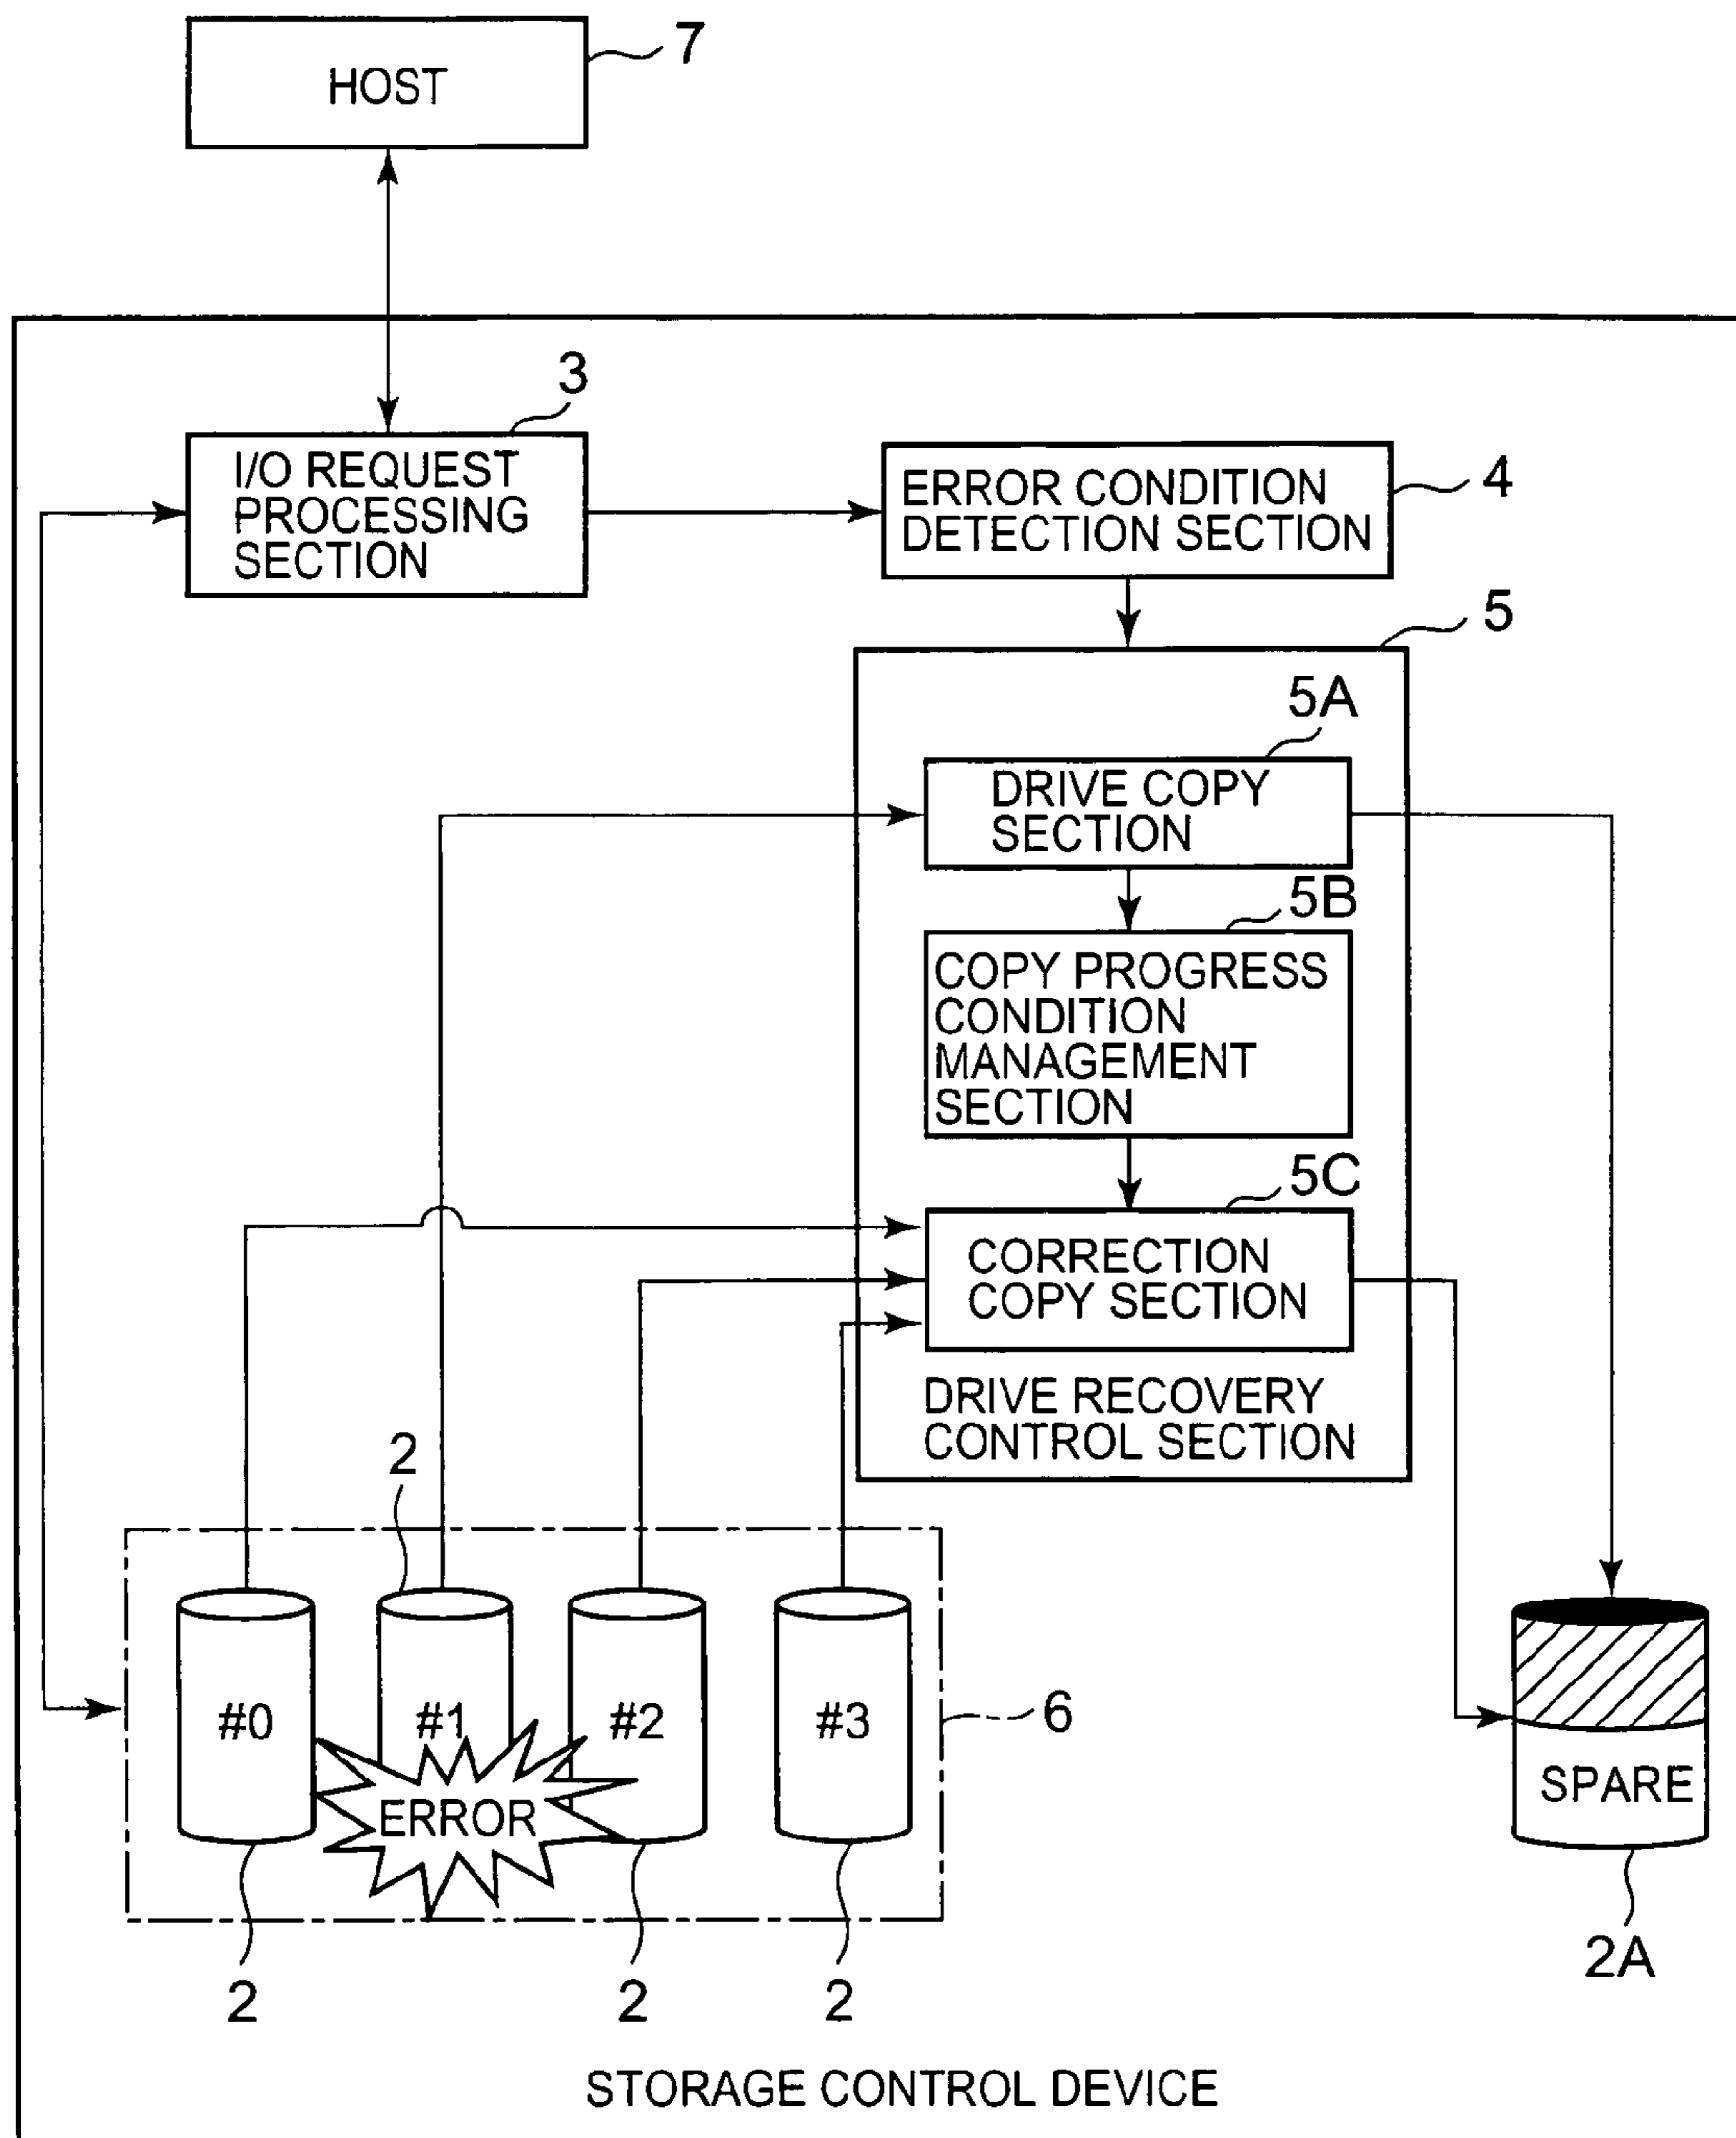 7
HOST
3
I/O REQUEST
PROCESSING
SECTION
4
ERROR CONDITION
DETECTION SECTION
5
5A
DRIVE COPY
SECTION
5B
COPY PROGRESS
CONDITION
MANAGEMENT
SECTION
5C
CORRECTION
COPY SECTION
DRIVE RECOVERY
CONTROL SECTION
2
#0
#1
#2
#3
6
ERROR
SPARE
2
2
2
2A
STORAGE CONTROL DEVICE